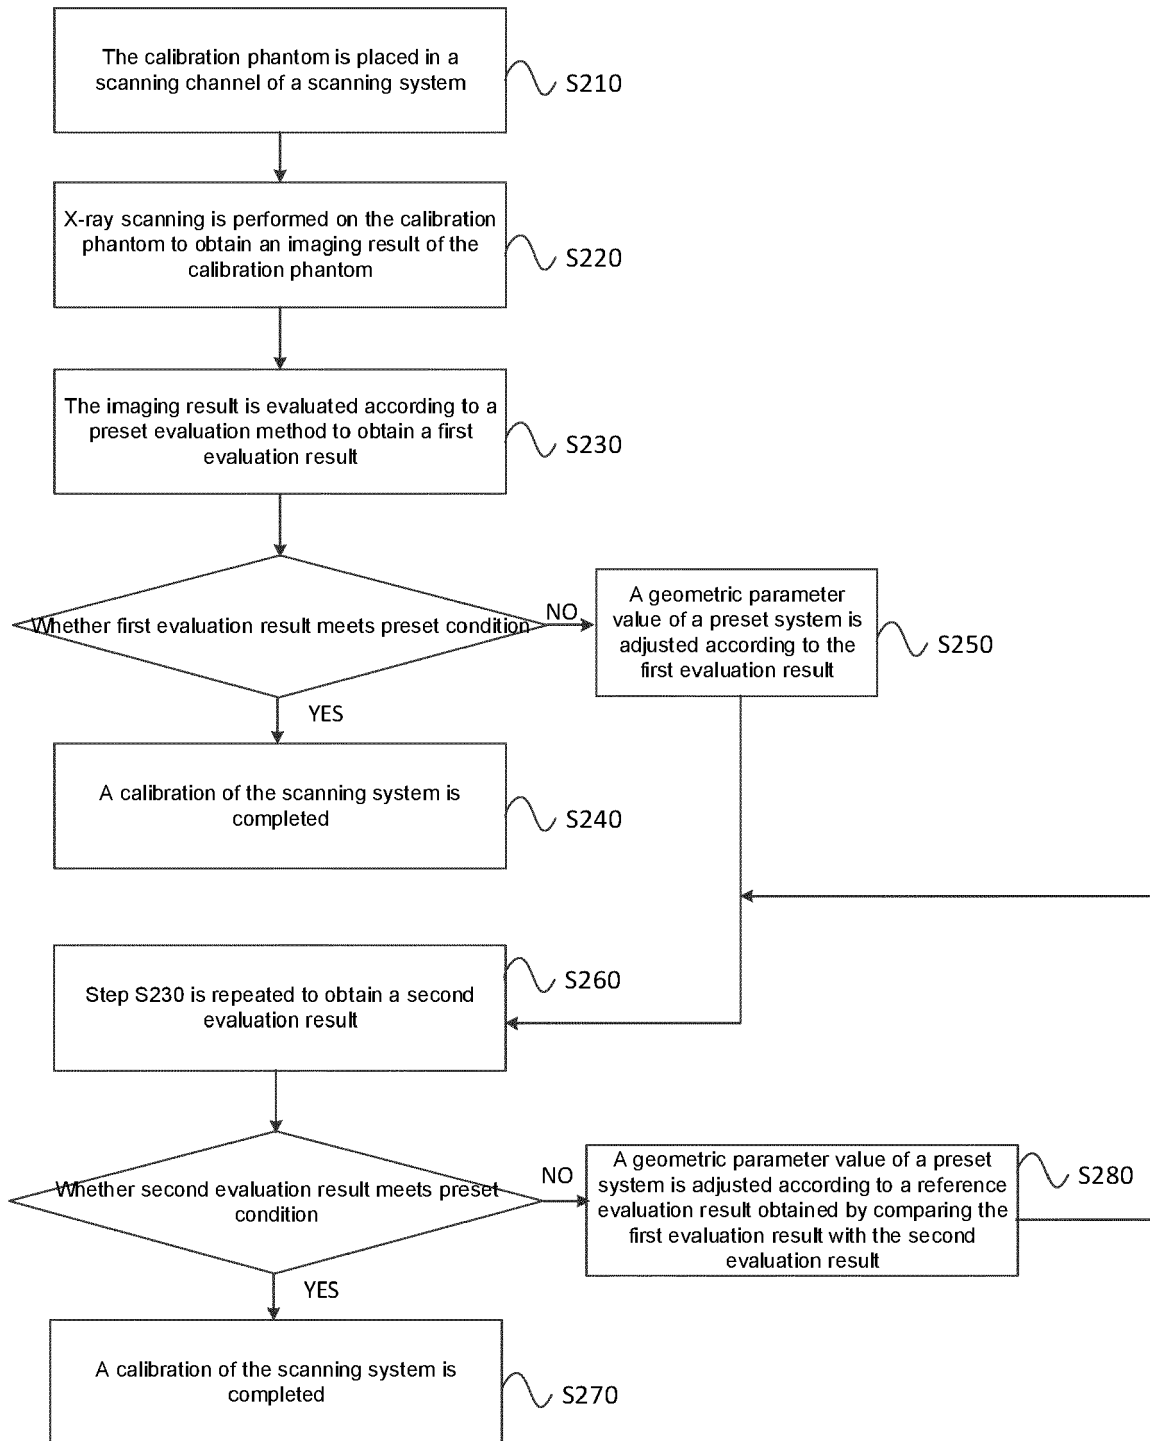 The calibration phantom is placed in a
scanning channel of a scanning system
S210
X-ray scanning is performed on the calibration
phantom to obtain an imaging result of the
calibration phantom
S220
The imaging result is evaluated according to a
preset evaluation method to obtain a first
evaluation result
S230
Whether first evaluation result meets preset condition
NO
A geometric parameter
value of a preset system is
adjusted according to the
first evaluation result
S250
YES
A calibration of the scanning system is
completed
S240
Step S230 is repeated to obtain a second
evaluation result
S260
Whether second evaluation result meets preset
condition
NO
A geometric parameter value of a preset
system is adjusted according to a reference
evaluation result obtained by comparing the
first evaluation result with the second
evaluation result
S280
YES
A calibration of the scanning system is
completed
S270